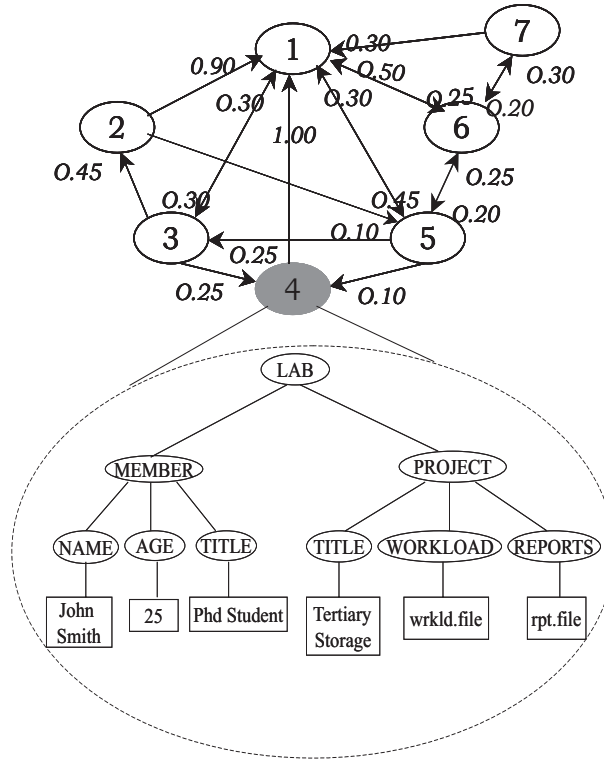 7
1
0.30
0.50
0.90
0.30
0.30
0.30
0.25
0.20
2
1.00
6
0.45
0.25
0.30
0.45
0.20
3
0.10
5
0.25
0.25
4
0.10
LAB
MEMBER
PROJECT
NAME
AGE
TITLE
TITLE
WORKLOAD
REPORTS
John
Smith
25
Phd Student
Tertiary
Storage
wrkld.file
rpt.file